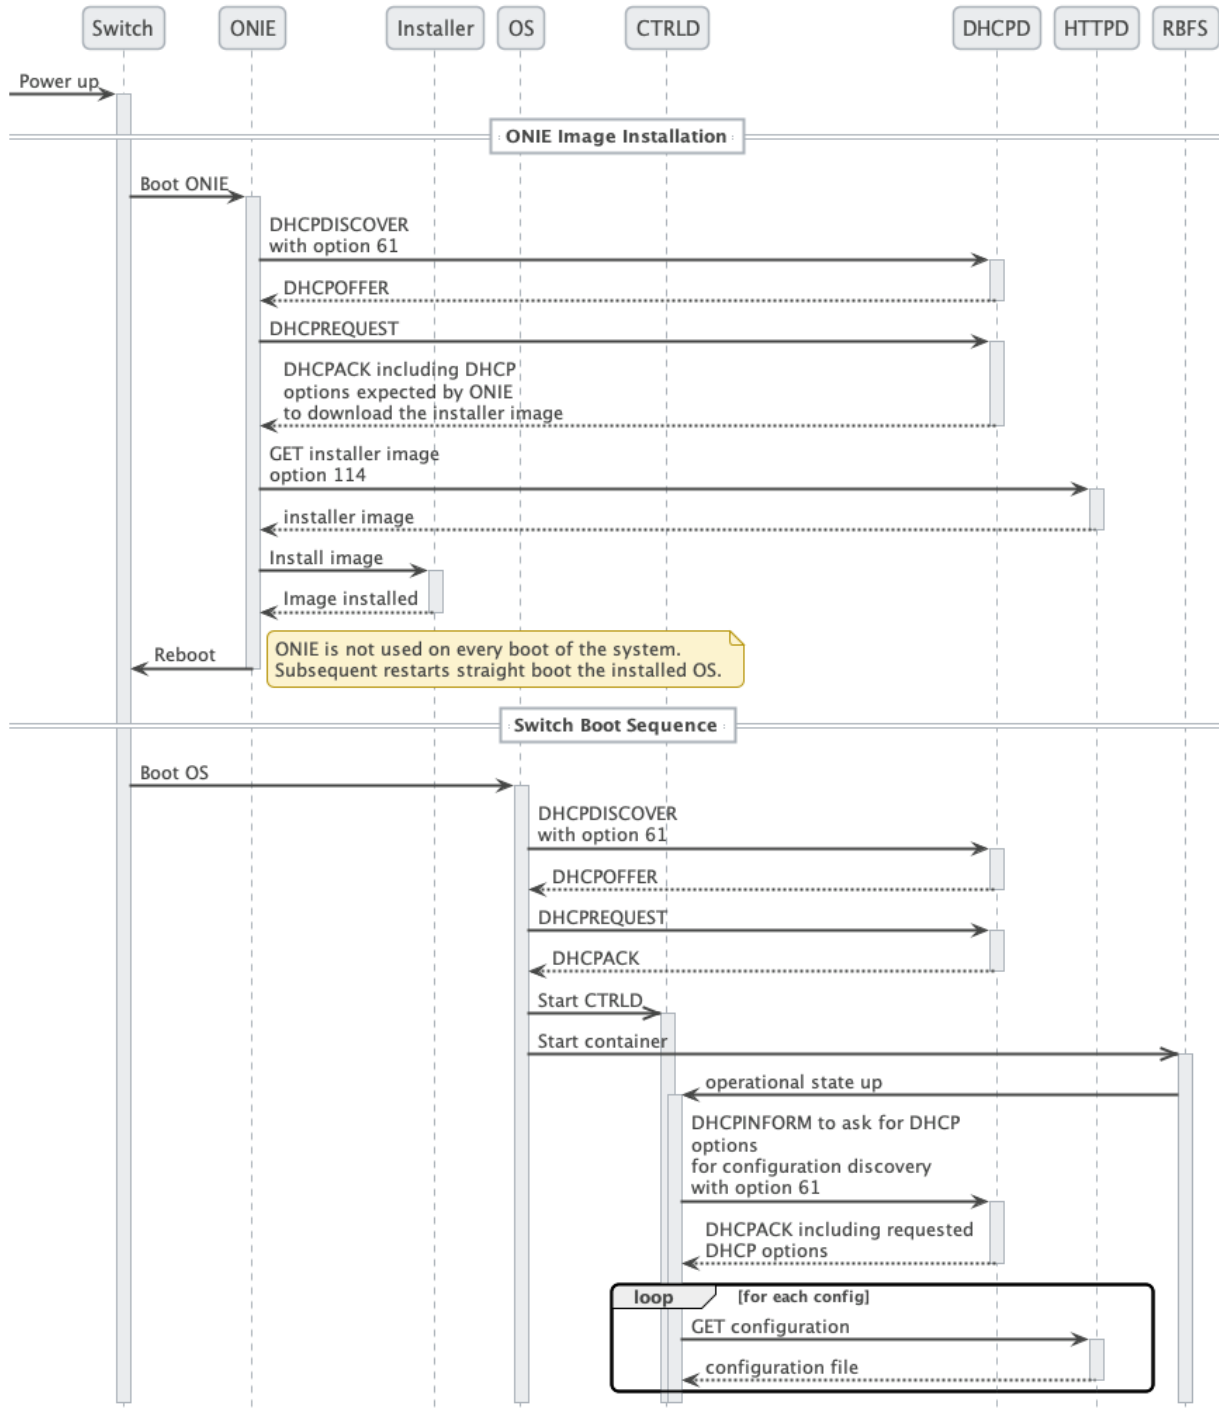 Switch ONIE Installer OS CTRLD DHCPD HTTPD RBFS
Power up
ONIE Image Installation
Boot ONIE
DHCPDISCOVER
with option 61
DHCPOFFER
DHCPREQUEST
DHCPACK including DHCP
options expected by ONIE
to download the installer image
GET installer image
option 114
installer image
Install image
Image installed
ONIE is not used on every boot of the system.
Subsequent restarts straight boot the installed OS.
Reboot
Switch Boot Sequence
Boot OS
DHCPDISCOVER
with option 61
DHCPOFFER
DHCPREQUEST
DHCPACK
Start CTRLD
Start container
operational state up
DHCPINFORM to ask for DHCP
options
for configuration discovery
with option 61
DHCPACK including requested
DHCP options
loop [for each config]
GET configuration
configuration file